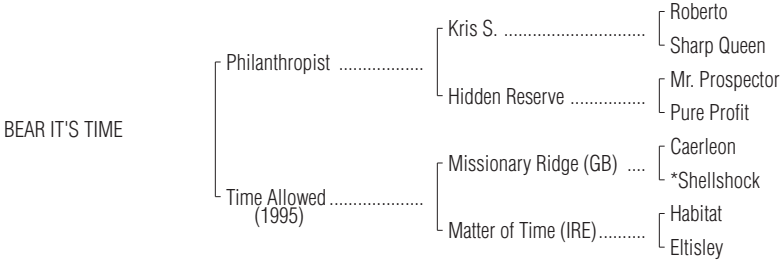 Roberto
Kris S. ..............................
Sharp Queen
Philanthropist ..................
Mr. Prospector
Hidden Reserve ................
Pure Profit
BEAR IT'S TIME
Caerleon
Missionary Ridge (GB) ....
*Shellshock
Time Allowed ....................
(1995)
Habitat
Matter of Time (IRE)..........
Eltisley